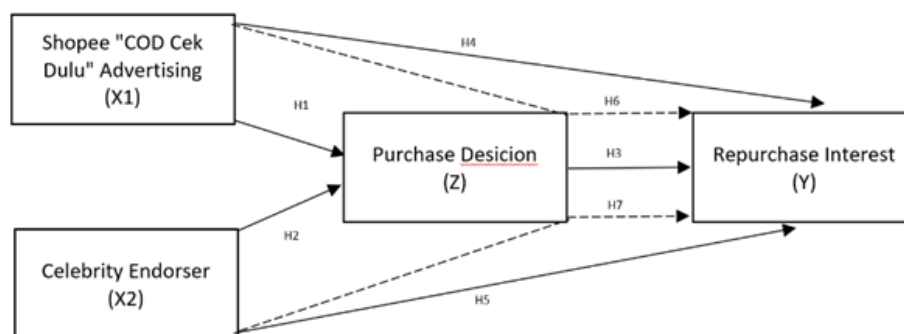 Shopee "COD Cek
Dulu" Advertising
(X1)
H4
H1
H6
Purchase Desicion
(Z)
H3
Repurchase Interest
(Y)
H7
H2
Celebrity Endorser
(X2)
H5